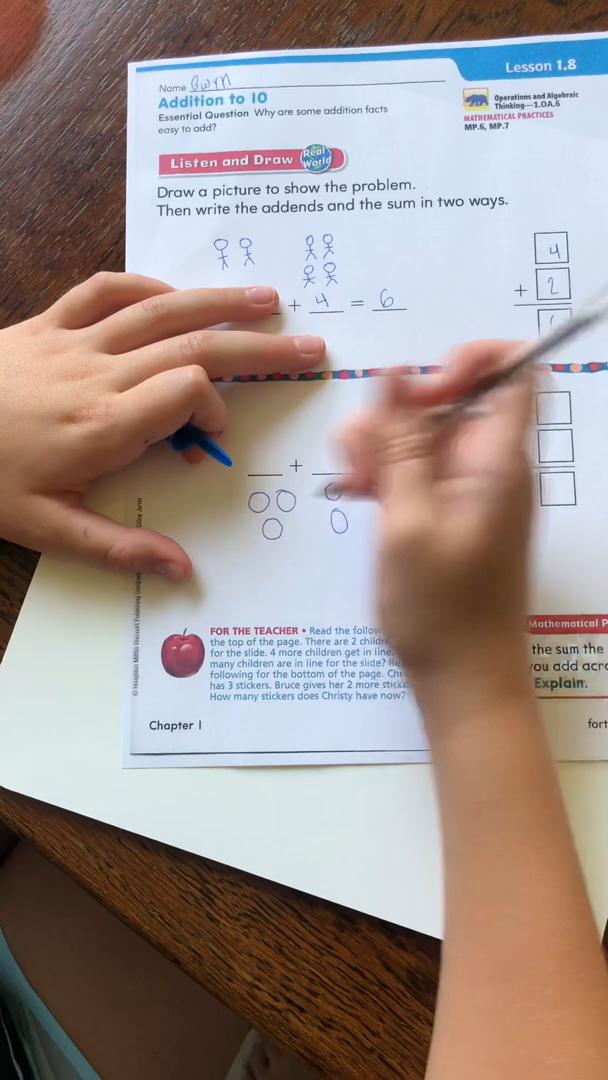 Lesson 1.8
Name Gwyn
Addition to 10
Essential Question Why are some addition facts
easy to add?
Operations and Algebraic
Thinking—1.OA.6
MATHEMATICAL PRACTICES
MP.6, MP.7
Listen and Draw
Real
World
Draw a picture to show the problem.
Then write the addends and the sum in two ways.
+ 4 = 6
4
+ 2
+
FOR THE TEACHER • Read the
the top of the page. There are 2
for the slide. 4 more children get in line.
many children are in line for the slide?
following for the bottom of the page.
has 3 stickers. Bruce gives her 2 more
How many stickers does Christy have now?
Mathematical
the sum the
you add
Explain.
© Houghton Mifflin Harcourt Publishing
Chapter 1